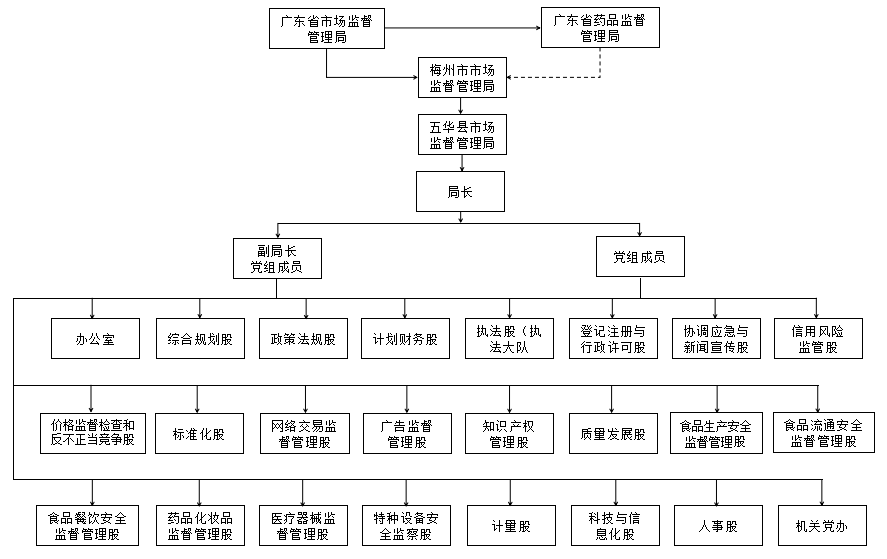 广东省市场监督
管理局
广东省药品监督
管理局
梅州市市场
监督管理局
五华县市场
监督管理局
局长
副局长
党组成员
党组成员
办公室
综合规划股
政策法规股
计划财务股
执法股（执
法大队
登记注册与
行政许可股
协调应急与
新闻宣传股
信用风险
监管股
价格监督检查和
反不正当竞争股
标准化股
网络交易监
督管理股
广告监督
管理股
知识产权
管理股
质量发展股
食品生产安全
监督管理股
食品流通安全
监督管理股
食品餐饮安全
监督管理股
药品化妆品
监督管理股
医疗器械监
督管理股
特种设备安
全监察股
计量股
科技与信
息化股
人事股
机关党办